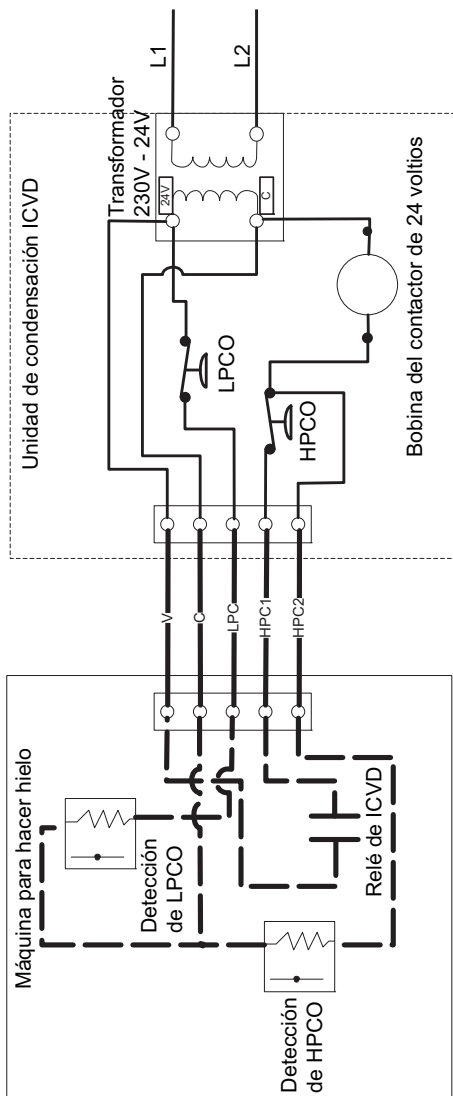 Unidad de condensación ICVD
L1
L2
Transformador
230V - 24V
24V
C
LPCO
HPCO
Bobina del contactor de 24 voltios
V
C
LPC
HPC1
HPC2
Máquina para hacer hielo
Detección
de LPCO
Relé de ICVD
Detección
de HPCO